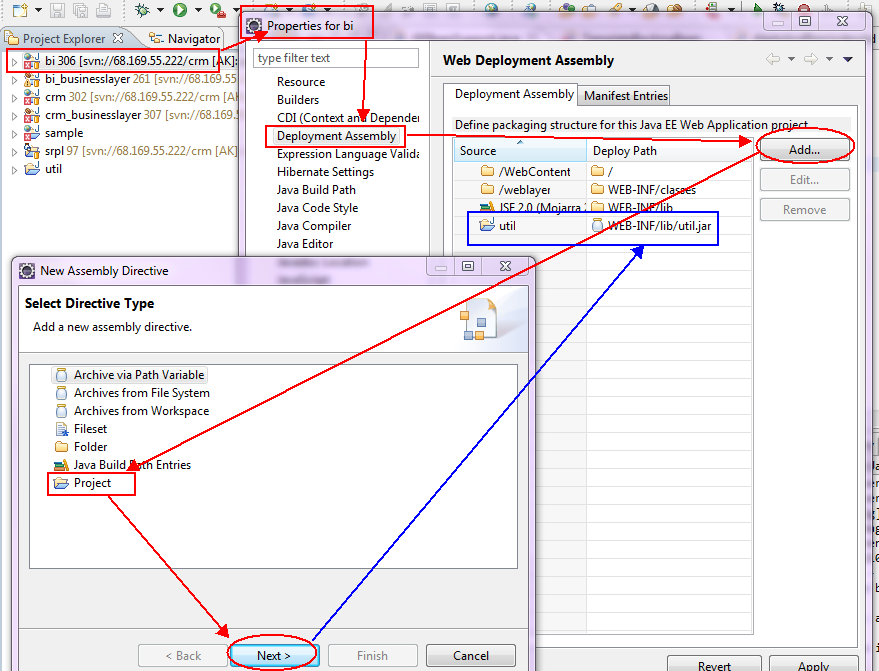 Project Explorer
Navigator
bi 306 [svn://68.169.55.222/crm [AK]:
bi_businesslayer 261 [svn://68.169.55.
crm 302 [svn://68.169.55.222/crm [AK]
crm_businesslayer 307 [svn://68.169.5
sample
srpl 97 [svn://68.169.55.222/crm [AK]
util
Properties for bi
type filter text
Resource
Builders
CDI (Context and Dependen
Deployment Assembly
Expression Language Valida
Hibernate Settings
Java Build Path
Java Code Style
Java Compiler
Java Editor
Web Deployment Assembly
Deployment Assembly
Manifest Entries
Define packaging structure for this Java EE Web Application project.
Source
Deploy Path
/WebContent
/
/weblayer
WEB-INF/classes
JSF 2.0 (Mojarra 2
WEB-INF/lib
util
WEB-INF/lib/util.jar
Add...
Edit...
Remove
Revert
Apply
New Assembly Directive
Select Directive Type
Add a new assembly directive.
Archive via Path Variable
Archives from File System
Archives from Workspace
Fileset
Folder
Java Build Path Entries
Project
< Back
Next >
Finish
Cancel